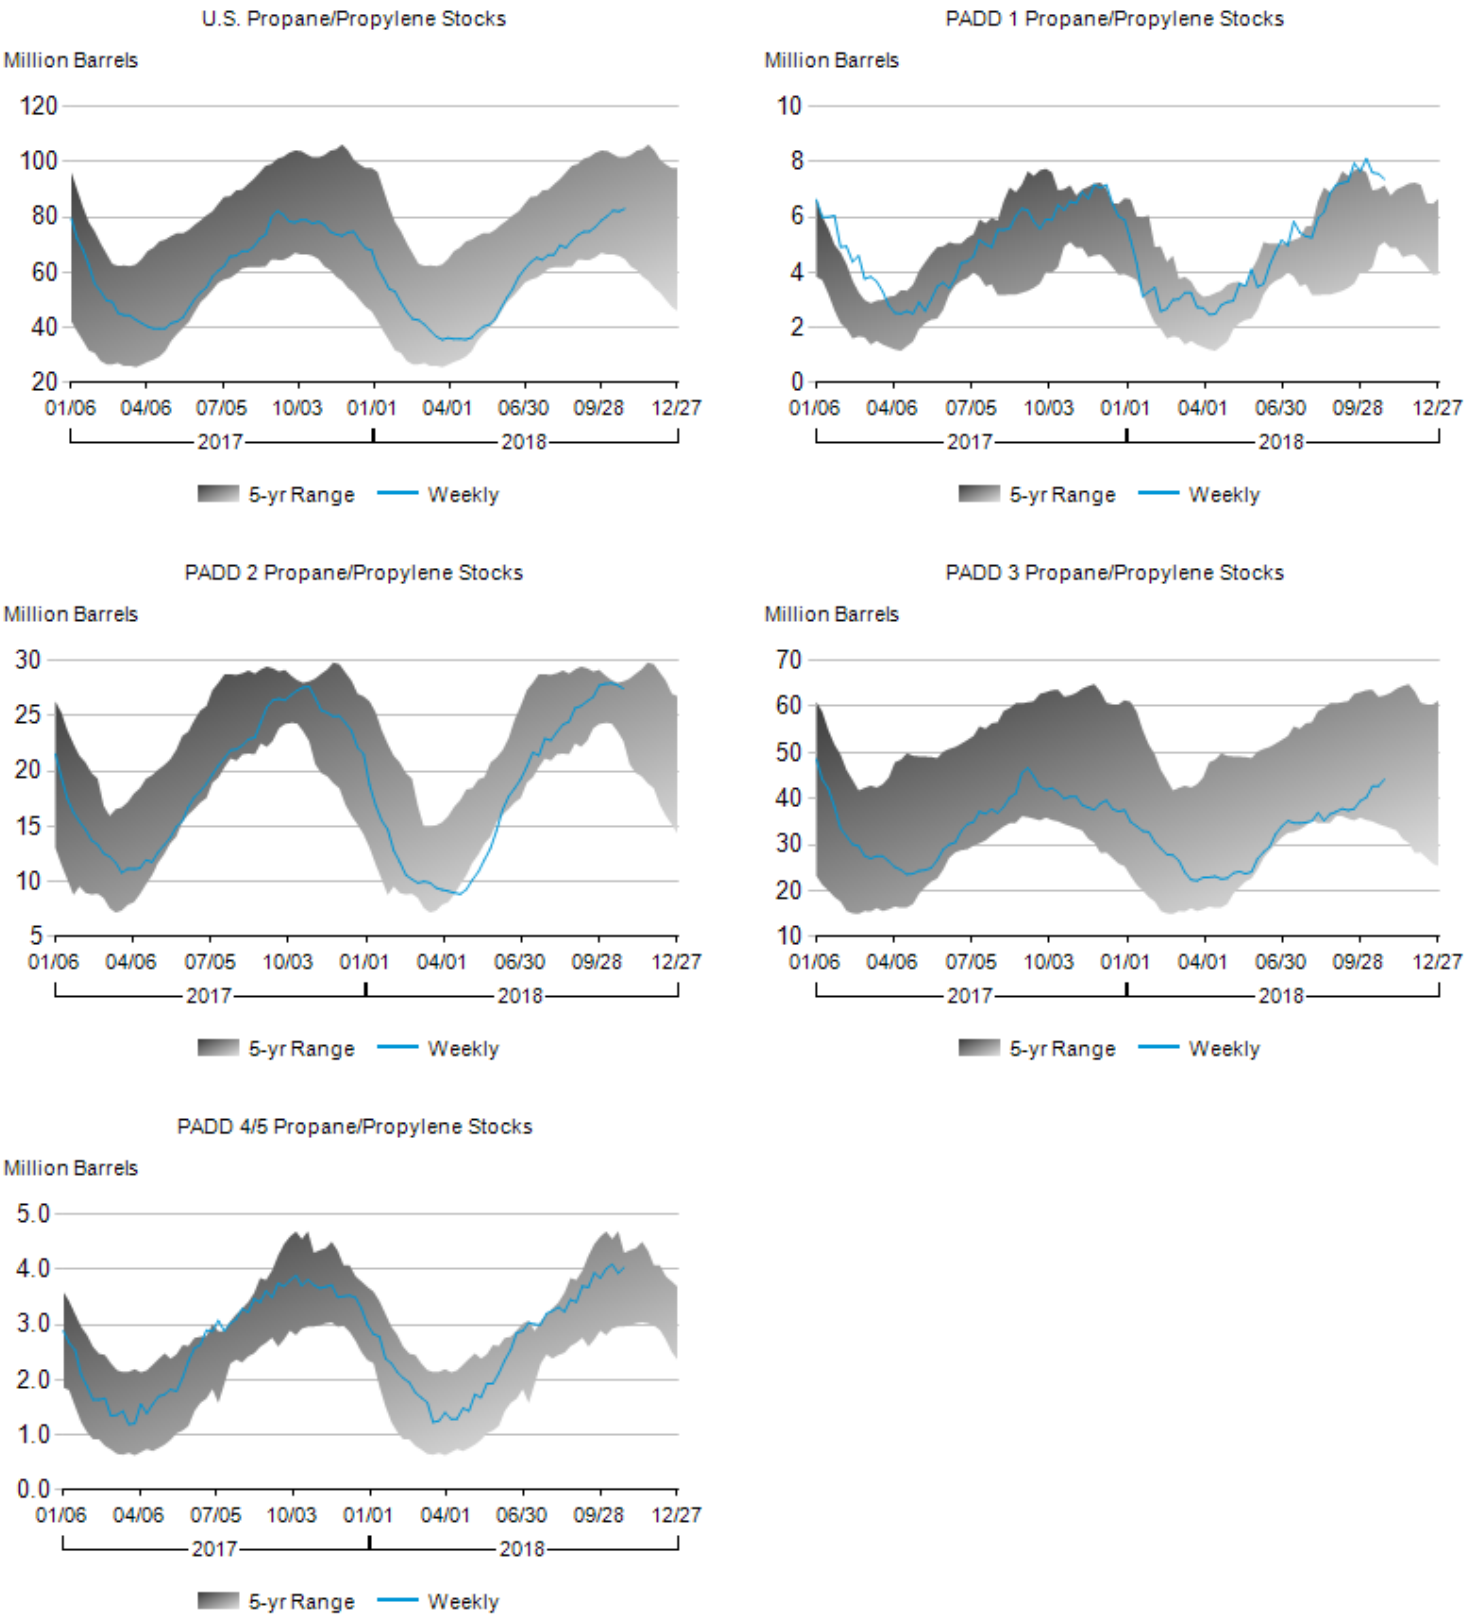 U.S. Propane/Propylene Stocks
Million Barrels
120
100
80
60
40
20
01/06 04/06 07/05 10/03 01/01 04/01 06/30 09/28 12/27
2017 2018
5-yr Range Weekly
PADD 1 Propane/Propylene Stocks
Million Barrels
10
8
6
4
2
0
01/06 04/06 07/05 10/03 01/01 04/01 06/30 09/28 12/27
2017 2018
5-yr Range Weekly
PADD 2 Propane/Propylene Stocks
Million Barrels
30
25
20
15
10
5
01/06 04/06 07/05 10/03 01/01 04/01 06/30 09/28 12/27
2017 2018
5-yr Range Weekly
PADD 3 Propane/Propylene Stocks
Million Barrels
70
60
50
40
30
20
10
01/06 04/06 07/05 10/03 01/01 04/01 06/30 09/28 12/27
2017 2018
5-yr Range Weekly
PADD 4/5 Propane/Propylene Stocks
Million Barrels
5.0
4.0
3.0
2.0
1.0
0.0
01/06 04/06 07/05 10/03 01/01 04/01 06/30 09/28 12/27
2017 2018
5-yr Range Weekly